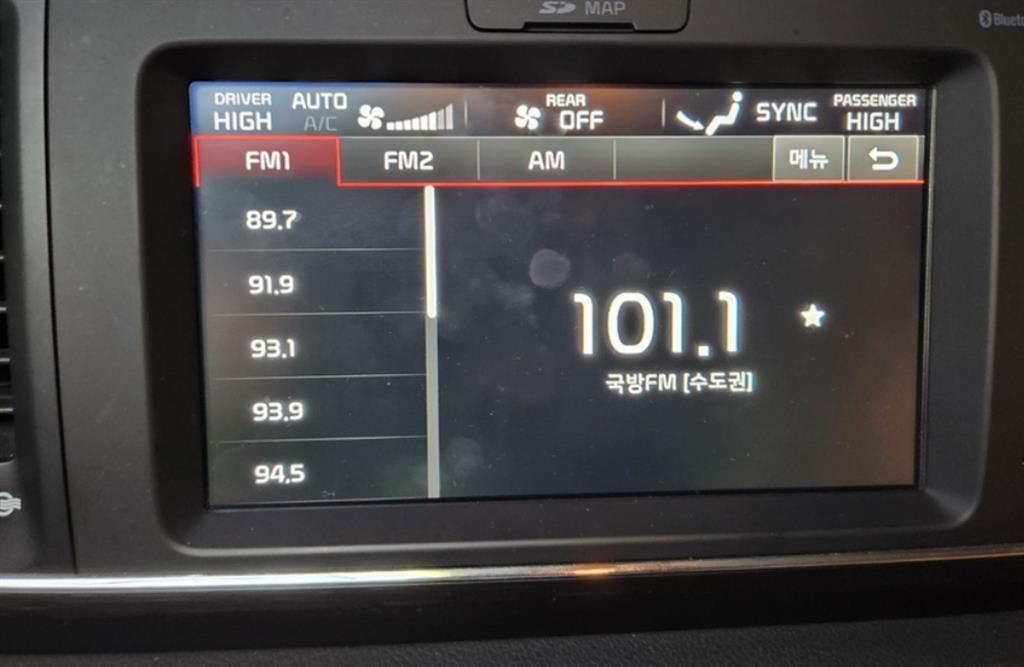 SD MAP
Bluetooth
DRIVER HIGH AUTO A/C REAR OFF SYNC PASSENGER HIGH
FM1 FM2 AM 메뉴
89.7
91.9
93.1
93.9
94.5
101.1
국방FM [수도권]